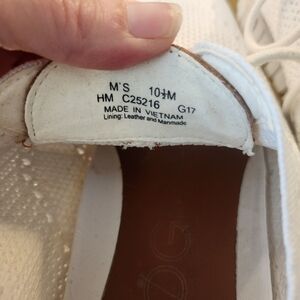 M'S 10½M
HM C25216 G17
MADE IN VIETNAM
Lining: Leather and Manmade